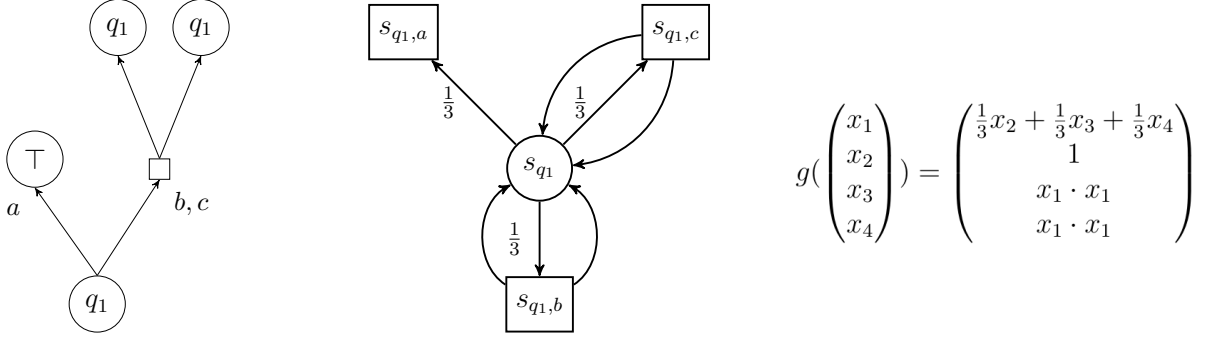 q₁ q₁
⊤
a
b, c
q₁
s_{q₁,a} s_{q₁,c}
1/3 1/3
s_{q₁}
1/3
s_{q₁,b}
g( (x₁ x₂ x₃ x₄) ) = 
1/3 x₂ + 1/3 x₃ + 1/3 x₄
1
x₁ · x₁
x₁ · x₁